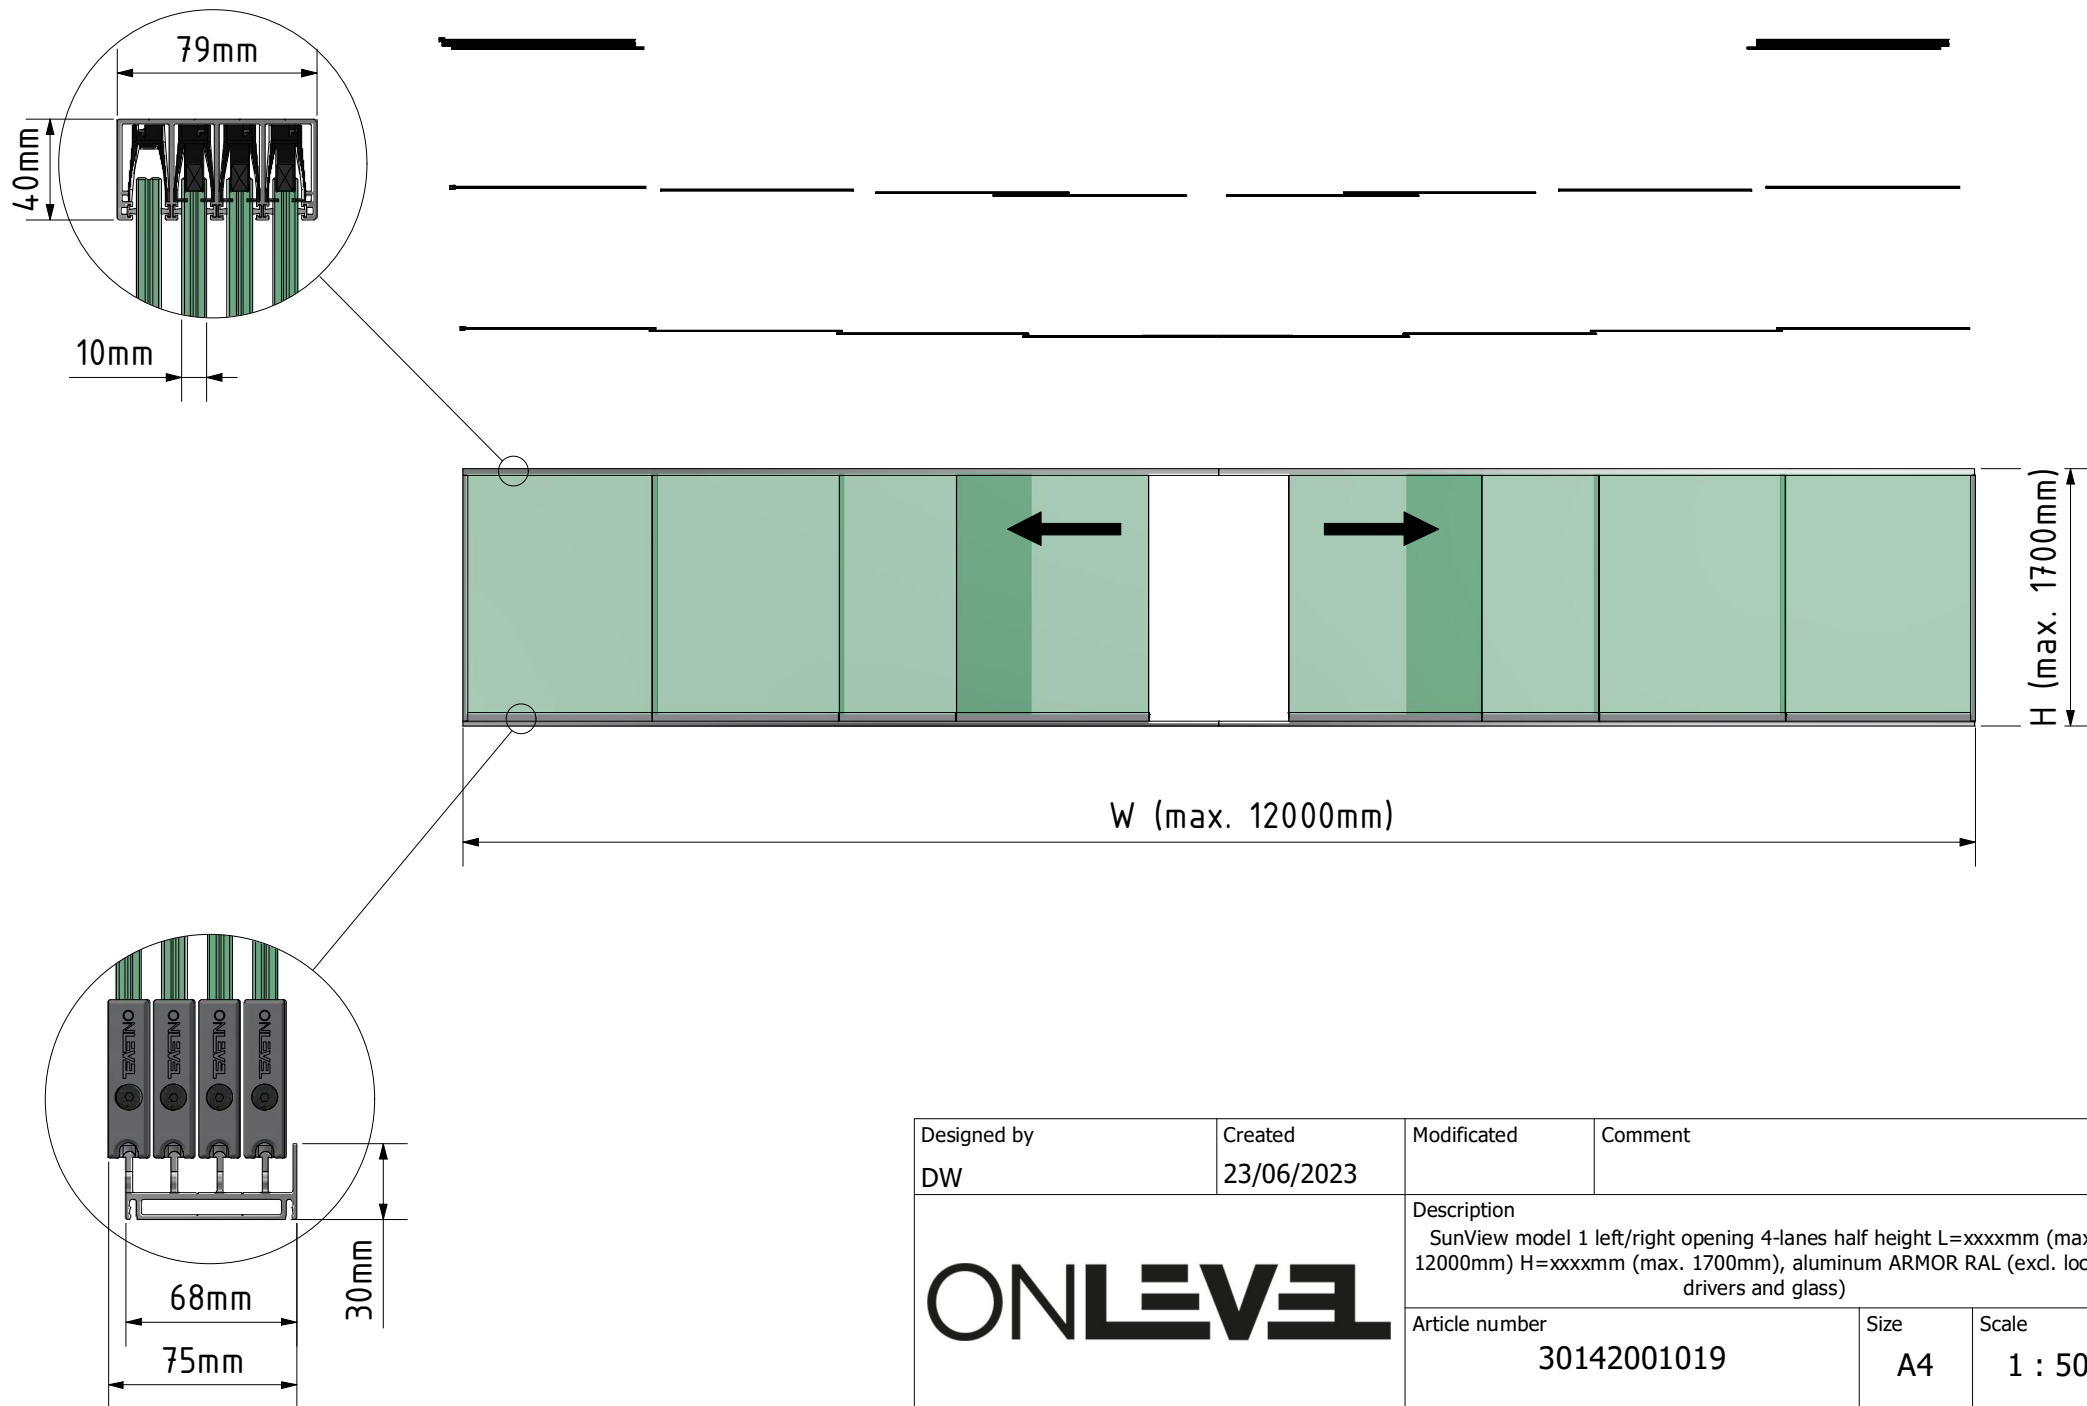 79mm
40mm
10mm
H (max. 1700mm)
W (max. 12000mm)
ONLEVEL
ONLEVEL
ONLEVEL
ONLEVEL
30mm
68mm
75mm
Designed by
DW
Created
23/06/2023
Modificated
Comment
ONLEVEL
Description
SunView model 1 left/right opening 4-lanes half height L=xxxxmm (max
12000mm) H=xxxxmm (max. 1700mm), aluminum ARMOR RAL (excl. loc
drivers and glass)
Article number
30142001019
Size
A4
Scale
1 : 50